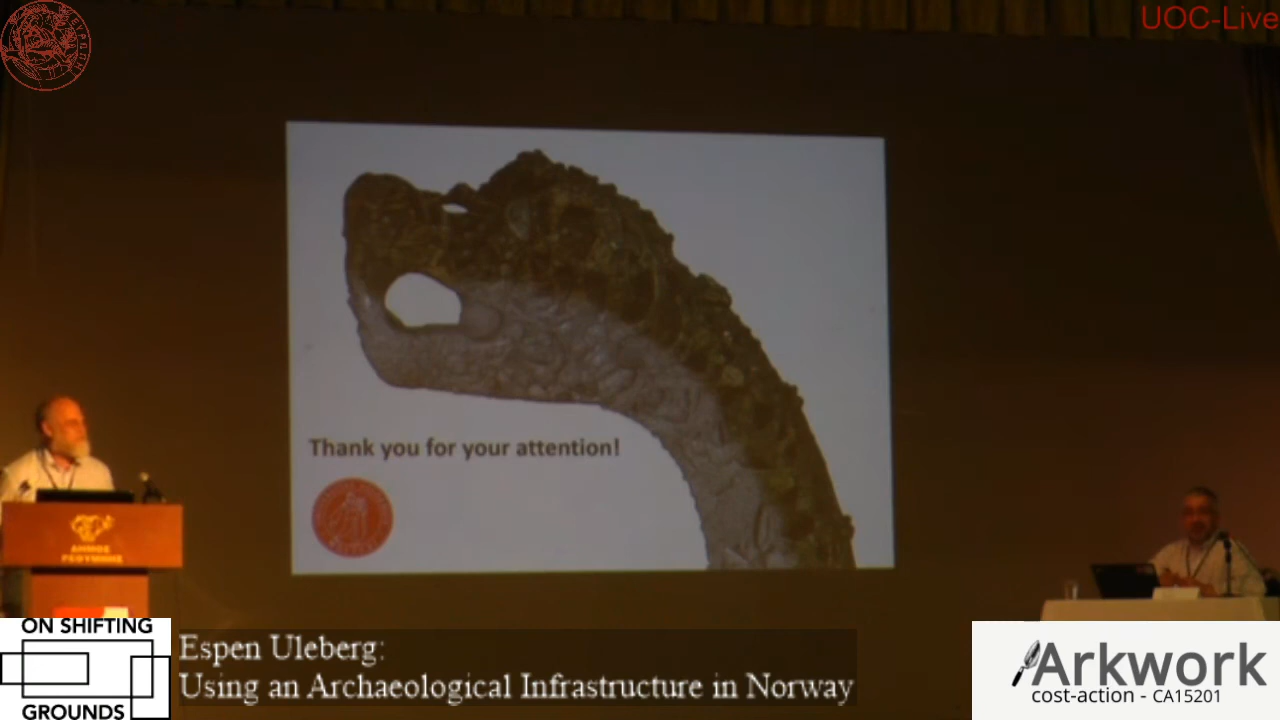 UOC-Live
Thank you for your attention!
ON SHIFTING
GROUNDS
Espen Uleberg:
Using an Archaeological Infrastructure in Norway
Arkwork
cost-action - CA15201